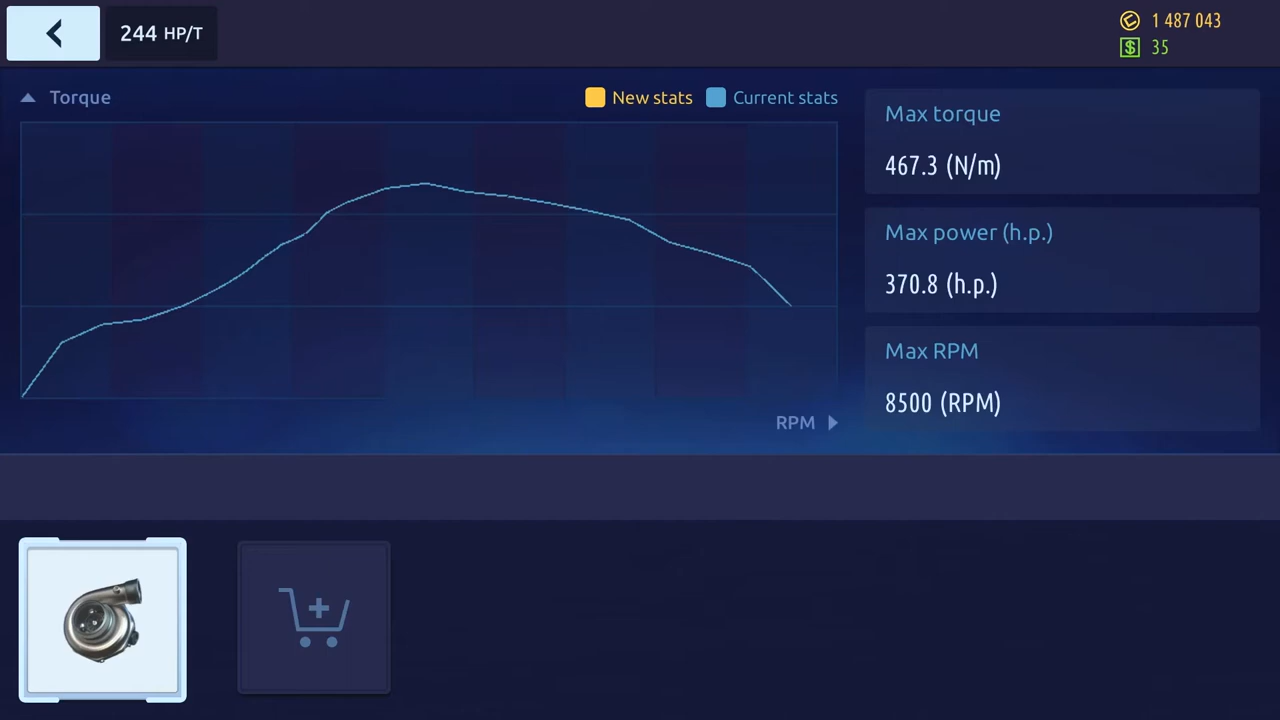 244 HP/T
1 487 043
35
Torque
New stats
Current stats
RPM
Max torque
467.3 (N/m)
Max power (h.p.)
370.8 (h.p.)
Max RPM
8500 (RPM)